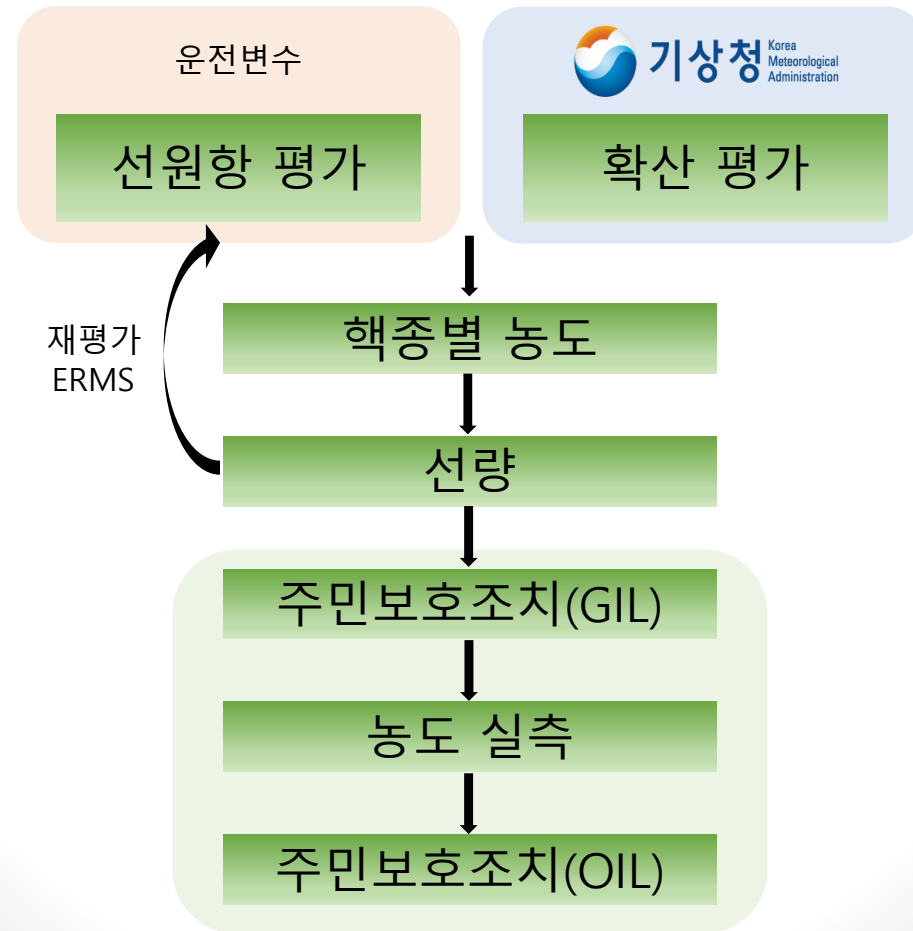 운전변수
선원항 평가
기상청
Korea
Meteorological
Administration
확산 평가
핵종별 농도
재평가
ERMS
선량
주민보호조치(GIL)
농도 실측
주민보호조치(OIL)